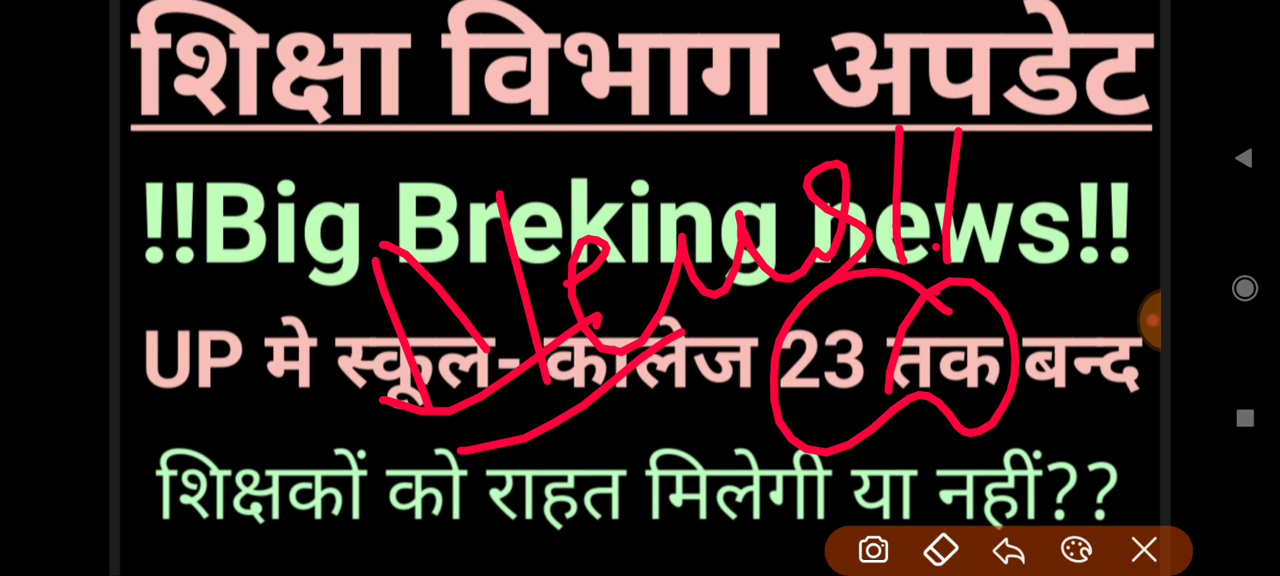 शिक्षा विभाग अपडेट
!!Big Breking news!!
News!!
UP मे स्कूल- कालेज 23 तक बन्द
शिक्षकों को राहत मिलेगी या नहीं??